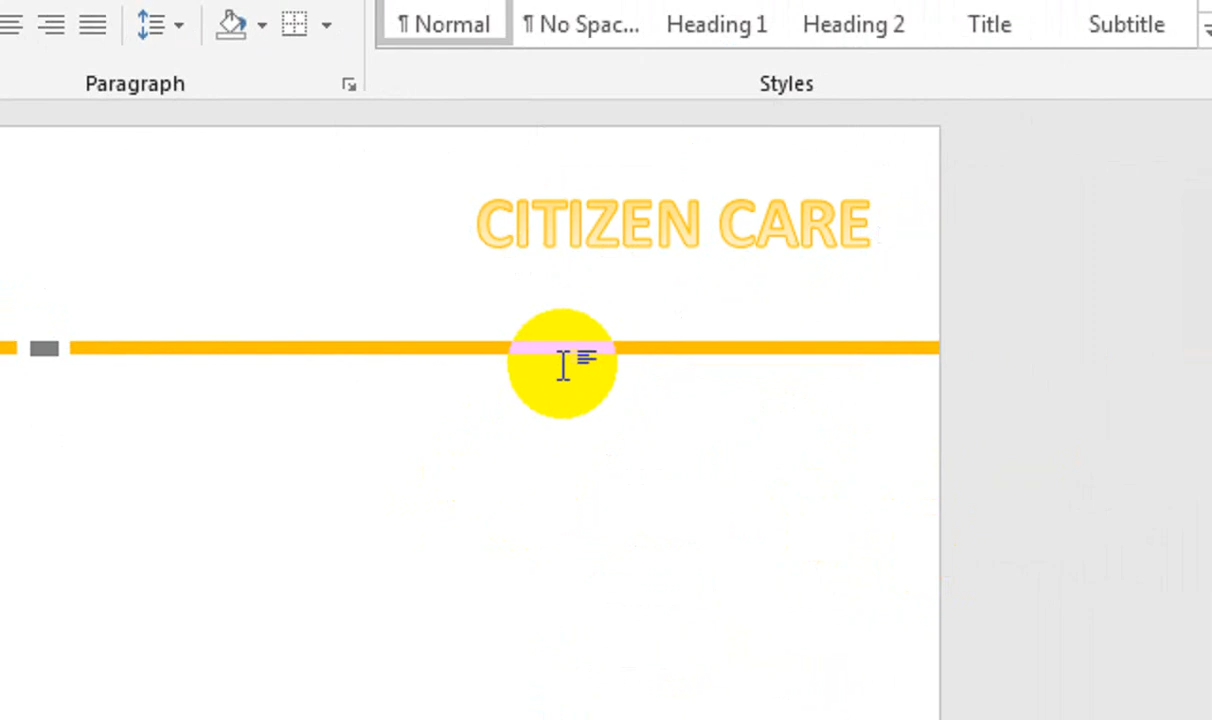 ¶ Normal ¶ No Spac... Heading 1 Heading 2 Title Subtitle
Paragraph Styles
CITIZEN CARE